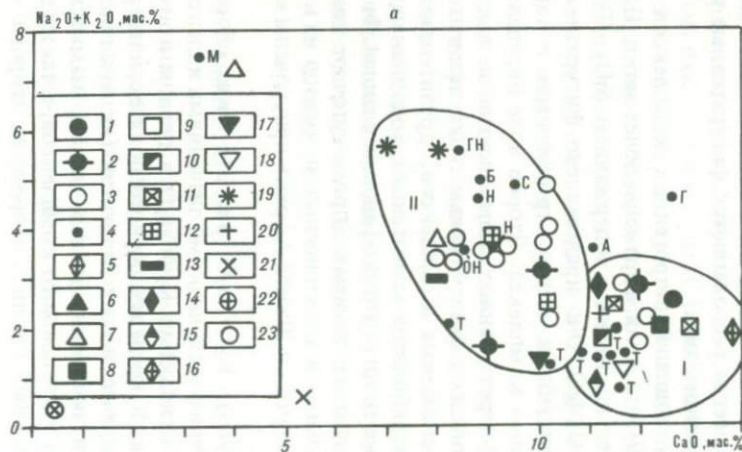 Na₂O+K₂O, мас.%
а
8
М
6
1 9 17
ГН
2 10 18
Б С
3 11 19
Н
Г
II
4
4 12 20
Н
А
5 13 21
ОН
6 14 22
2
Т
7 15 23
Т Т Т Т Т Т
I
8 16
Т
0
5
10
CaO, мас.%